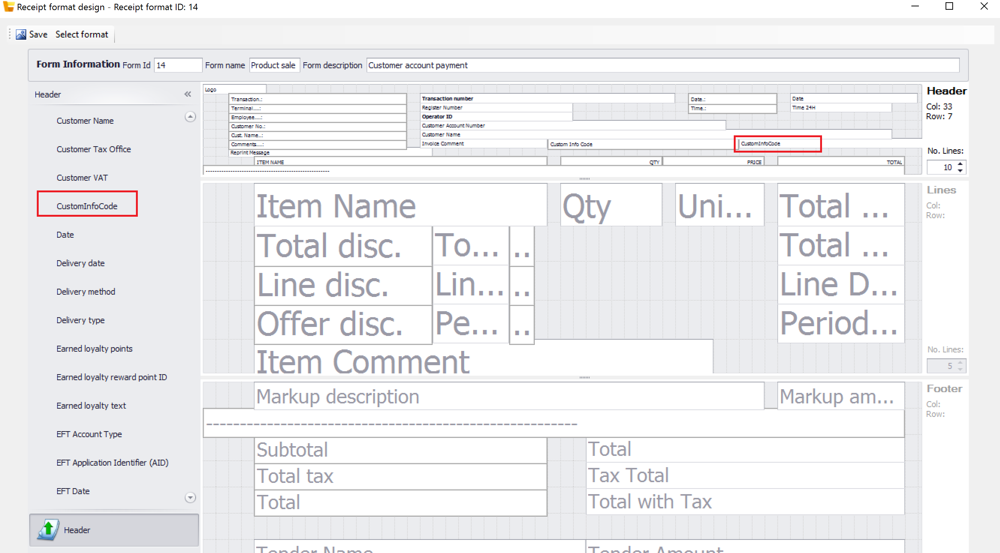 Receipt format design - Receipt format ID: 14
Save Select format
Form Information Form Id 14 Form name Product sale Form description Customer account payment
Header «
Customer Name
Customer Tax Office
Customer VAT
CustomInfoCode
Date
Delivery date
Delivery method
Delivery type
Earned loyalty points
Earned loyalty reward point ID
Earned loyalty text
EFT Account Type
EFT Application Identifier (AID)
EFT Date
Header
Logo
Transaction.: Transaction number Date.: Date
Terminal....: Register Number Time.: Time 24H
Employee....: Operator ID
Customer No.: Customer Account Number
Cust. Name..: Customer Name
Comments....: Invoice Comment Custom Info Code CustomInfoCode
Reprint Message
ITEM NAME QTY PRICE TOTAL
-------------------------------------------------------
Header
Col: 33
Row: 7
No. Lines:
10
Item Name Qty Uni... Total ...
Total disc. To... .. Total ...
Line disc. Lin... .. Line D...
Offer disc. Pe... .. Period...
Item Comment
Lines
Col:
Row:
No. Lines:
5
Markup description Markup am...
-------------------------------------------------------
Subtotal Total
Total tax Tax Total
Total Total with Tax
Tender Name Tender Amount
Footer
Col:
Row: